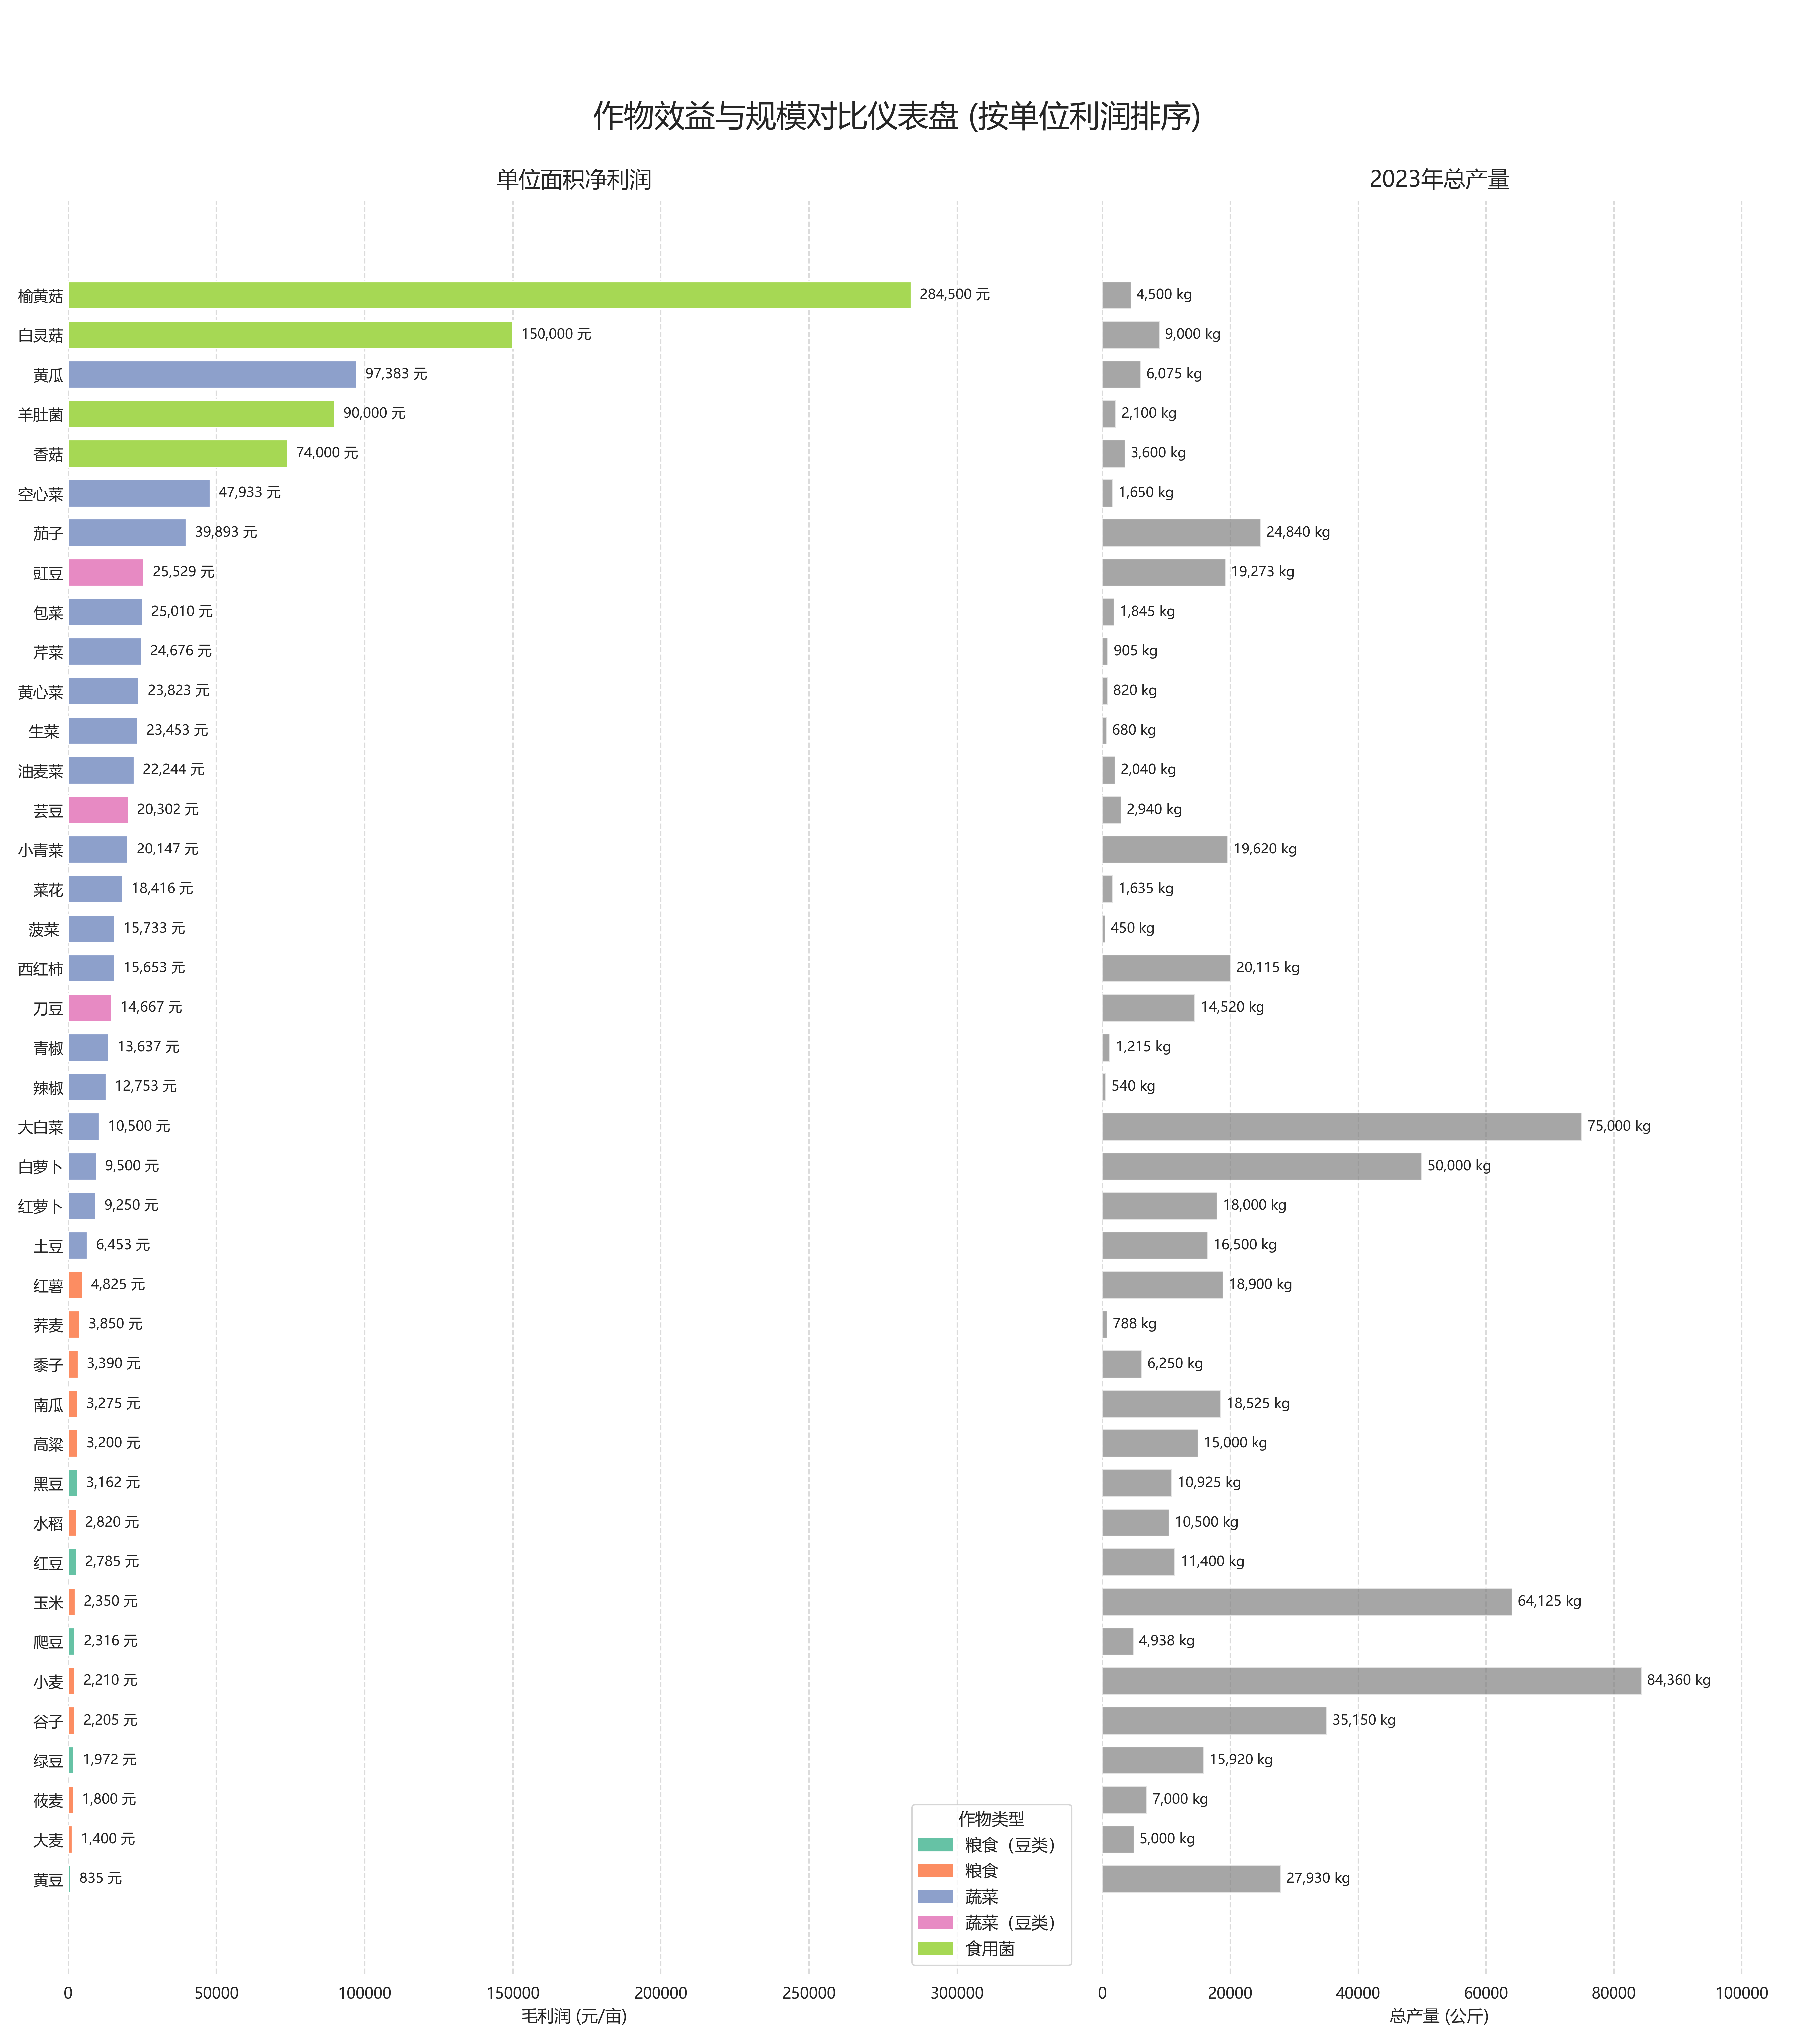 作物效益与规模对比仪表盘 (按单位利润排序)
单位面积净利润
2023年总产量
榆黄菇 284,500 元 4,500 kg
白灵菇 150,000 元 9,000 kg
黄瓜 97,383 元 6,075 kg
羊肚菌 90,000 元 2,100 kg
香菇 74,000 元 3,600 kg
空心菜 47,933 元 1,650 kg
茄子 39,893 元 24,840 kg
豇豆 25,529 元 19,273 kg
包菜 25,010 元 1,845 kg
芹菜 24,676 元 905 kg
黄心菜 23,823 元 820 kg
生菜 23,453 元 680 kg
油麦菜 22,244 元 2,040 kg
芸豆 20,302 元 2,940 kg
小青菜 20,147 元 19,620 kg
菜花 18,416 元 1,635 kg
菠菜 15,733 元 450 kg
西红柿 15,653 元 20,115 kg
刀豆 14,667 元 14,520 kg
青椒 13,637 元 1,215 kg
辣椒 12,753 元 540 kg
大白菜 10,500 元 75,000 kg
白萝卜 9,500 元 50,000 kg
红萝卜 9,250 元 18,000 kg
土豆 6,453 元 16,500 kg
红薯 4,825 元 18,900 kg
荞麦 3,850 元 788 kg
黍子 3,390 元 6,250 kg
南瓜 3,275 元 18,525 kg
高粱 3,200 元 15,000 kg
黑豆 3,162 元 10,925 kg
水稻 2,820 元 10,500 kg
红豆 2,785 元 11,400 kg
玉米 2,350 元 64,125 kg
爬豆 2,316 元 4,938 kg
小麦 2,210 元 84,360 kg
谷子 2,205 元 35,150 kg
绿豆 1,972 元 15,920 kg
莜麦 1,800 元 7,000 kg
大麦 1,400 元 5,000 kg
黄豆 835 元 27,930 kg
作物类型
粮食（豆类）
粮食
蔬菜
蔬菜（豆类）
食用菌
0 50000 100000 150000 200000 250000 300000
毛利润 (元/亩)
0 20000 40000 60000 80000 100000
总产量 (公斤)